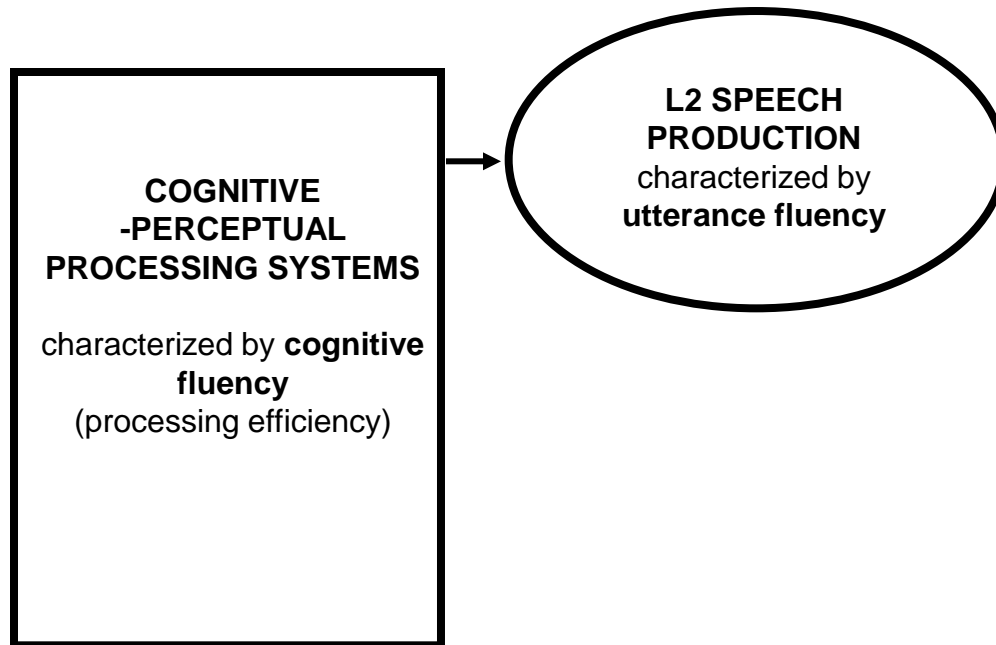 COGNITIVE
-PERCEPTUAL
PROCESSING SYSTEMS
characterized by cognitive
fluency
(processing efficiency)
L2 SPEECH
PRODUCTION
characterized by
utterance fluency